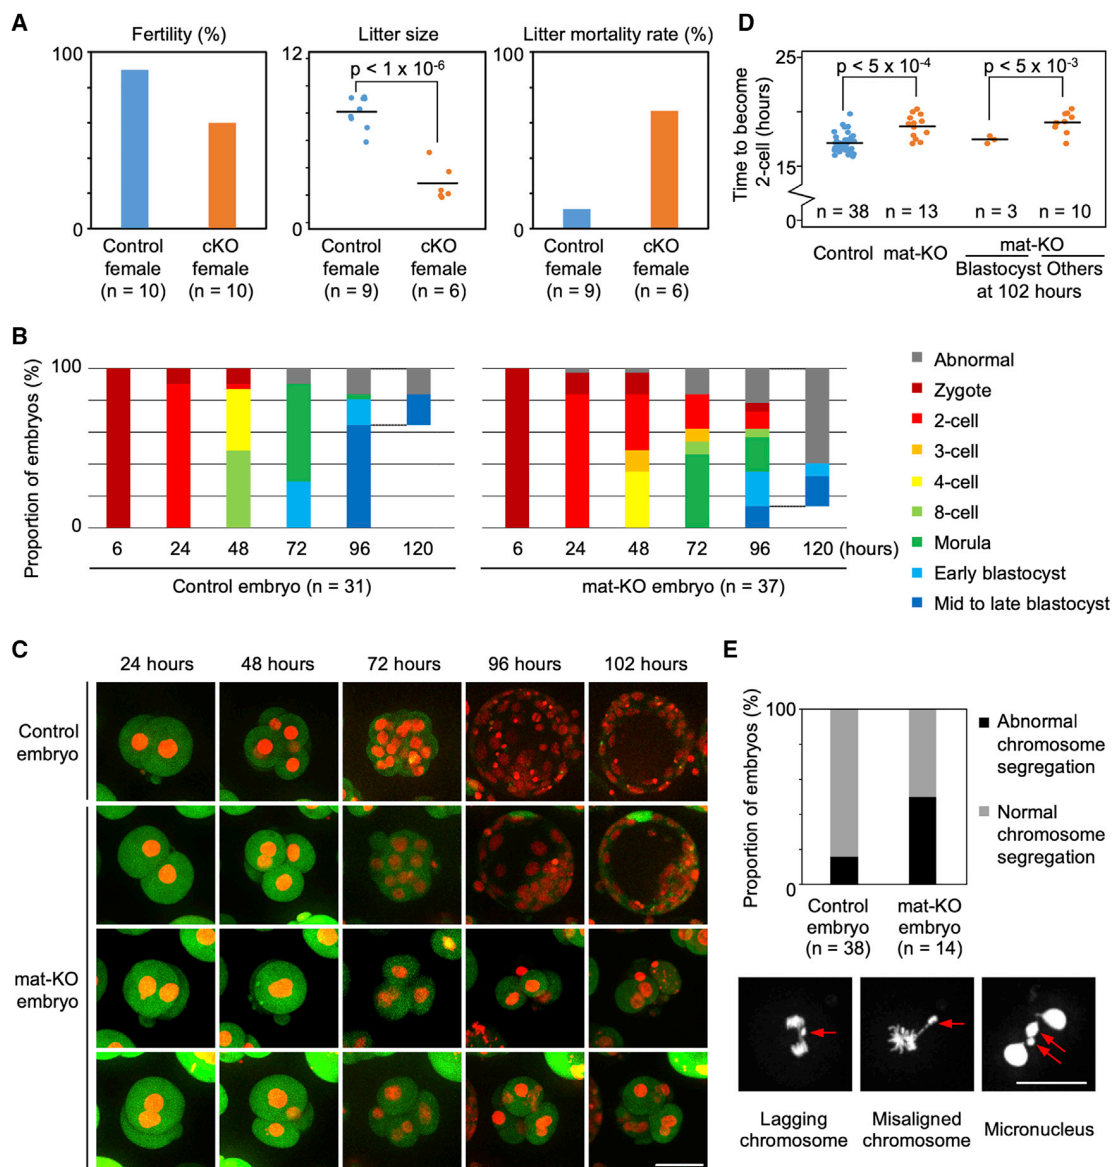 A
Fertility (%)
100
0
Control
female
(n = 10)
cKO
female
(n = 10)
Litter size
12
p < 1 x 10-6
0
Control
female
(n = 9)
cKO
female
(n = 6)
Litter mortality rate (%)
100
0
Control
female
(n = 9)
cKO
female
(n = 6)
D
Time to become
2-cell (hours)
25
15
0
p < 5 x 10-4
p < 5 x 10-3
n = 38
n = 13
n = 3
n = 10
Control
mat-KO
mat-KO
Blastocyst
Others
at 102 hours
B
Proportion of embryos (%)
100
0
6 24 48 72 96 120
Control embryo (n = 31)
6 24 48 72 96 120 (hours)
mat-KO embryo (n = 37)
Abnormal
Zygote
2-cell
3-cell
4-cell
8-cell
Morula
Early blastocyst
Mid to late blastocyst
C
24 hours
48 hours
72 hours
96 hours
102 hours
Control
embryo
mat-KO
embryo
E
Proportion of embryos (%)
100
0
Control
embryo
(n = 38)
mat-KO
embryo
(n = 14)
Abnormal
chromosome
segregation
Normal
chromosome
segregation
Lagging
chromosome
Misaligned
chromosome
Micronucleus